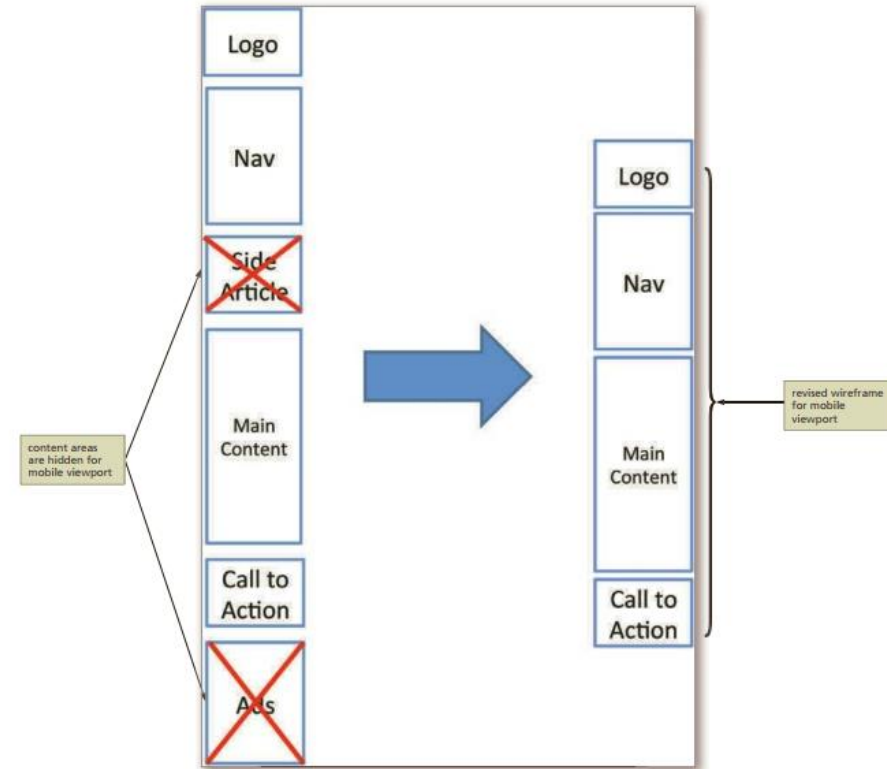 Logo
Nav
Side
Article
Main
Content
Call to
Action
Ads
content areas
are hidden for
mobile viewport
Logo
Nav
Main
Content
Call to
Action
revised wireframe
for mobile
viewport